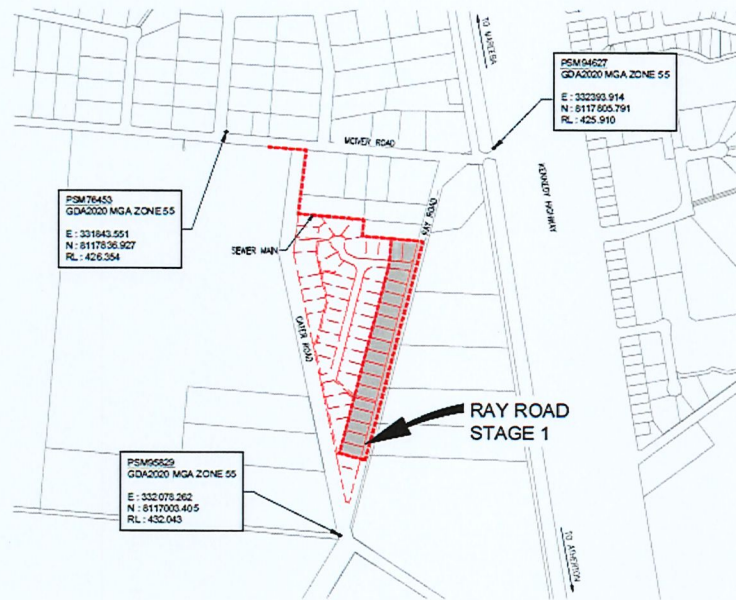 TO MAREEBA
PSM94627
GDA2020 MGA ZONE 55
E : 332393.914
N : 8117805.791
RL : 425.910
MCIVER ROAD
KENNEDY HIGHWAY
PSM76453
GDA2020 MGA ZONE 55
E : 331843.551
N : 8117836.927
RL : 426.354
RAY ROAD
SEWER MAIN
CATER ROAD
RAY ROAD
STAGE 1
PSM95829
GDA2020 MGA ZONE 55
E : 332078.262
N : 8117003.405
RL : 432.043
TO ATHERTON